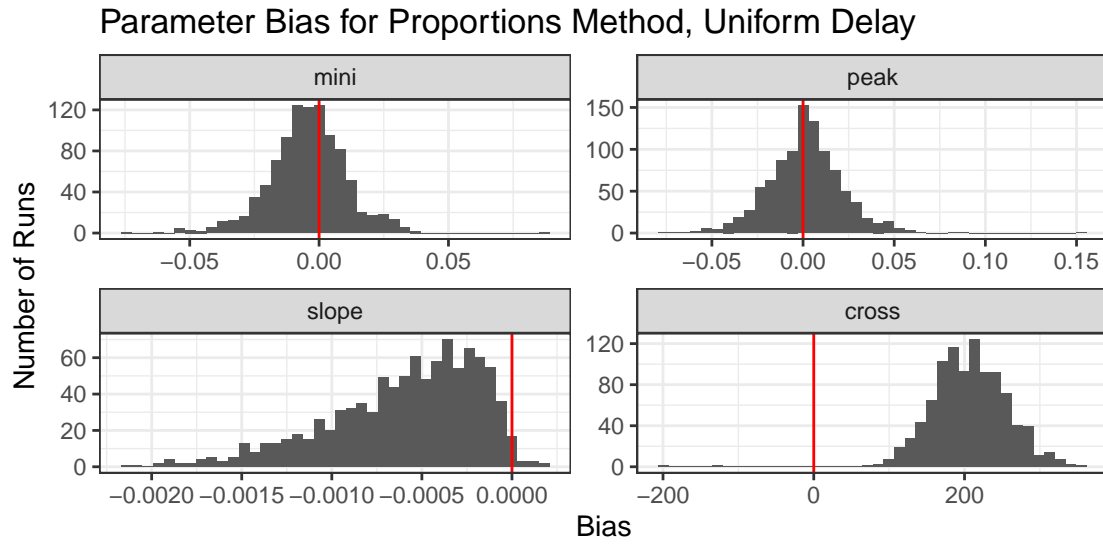 Parameter Bias for Proportions Method, Uniform Delay
mini
peak
120
80
40
0
−0.05 0.00 0.05
150
100
50
0
−0.05 0.00 0.05 0.10 0.15
Number of Runs
slope
cross
60
40
20
0
−0.0020 −0.0015 −0.0010 −0.0005 0.0000
120
80
40
0
−200 0 200
Bias